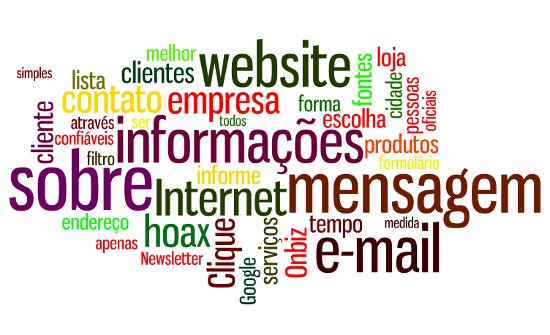 melhor
website
simples
lista
clientes
fontes
loja
contato
empresa
forma
cidade
pessoas
oficiais
cliente
através
ser
todos
escolha
confiáveis
informações
produtos
filtro
formulário
sobre
informe
Internet
mensagem
endereço
hoax
apenas
Clique
serviços
tempo
medida
Newsletter
Google
Onbiz
e-mail